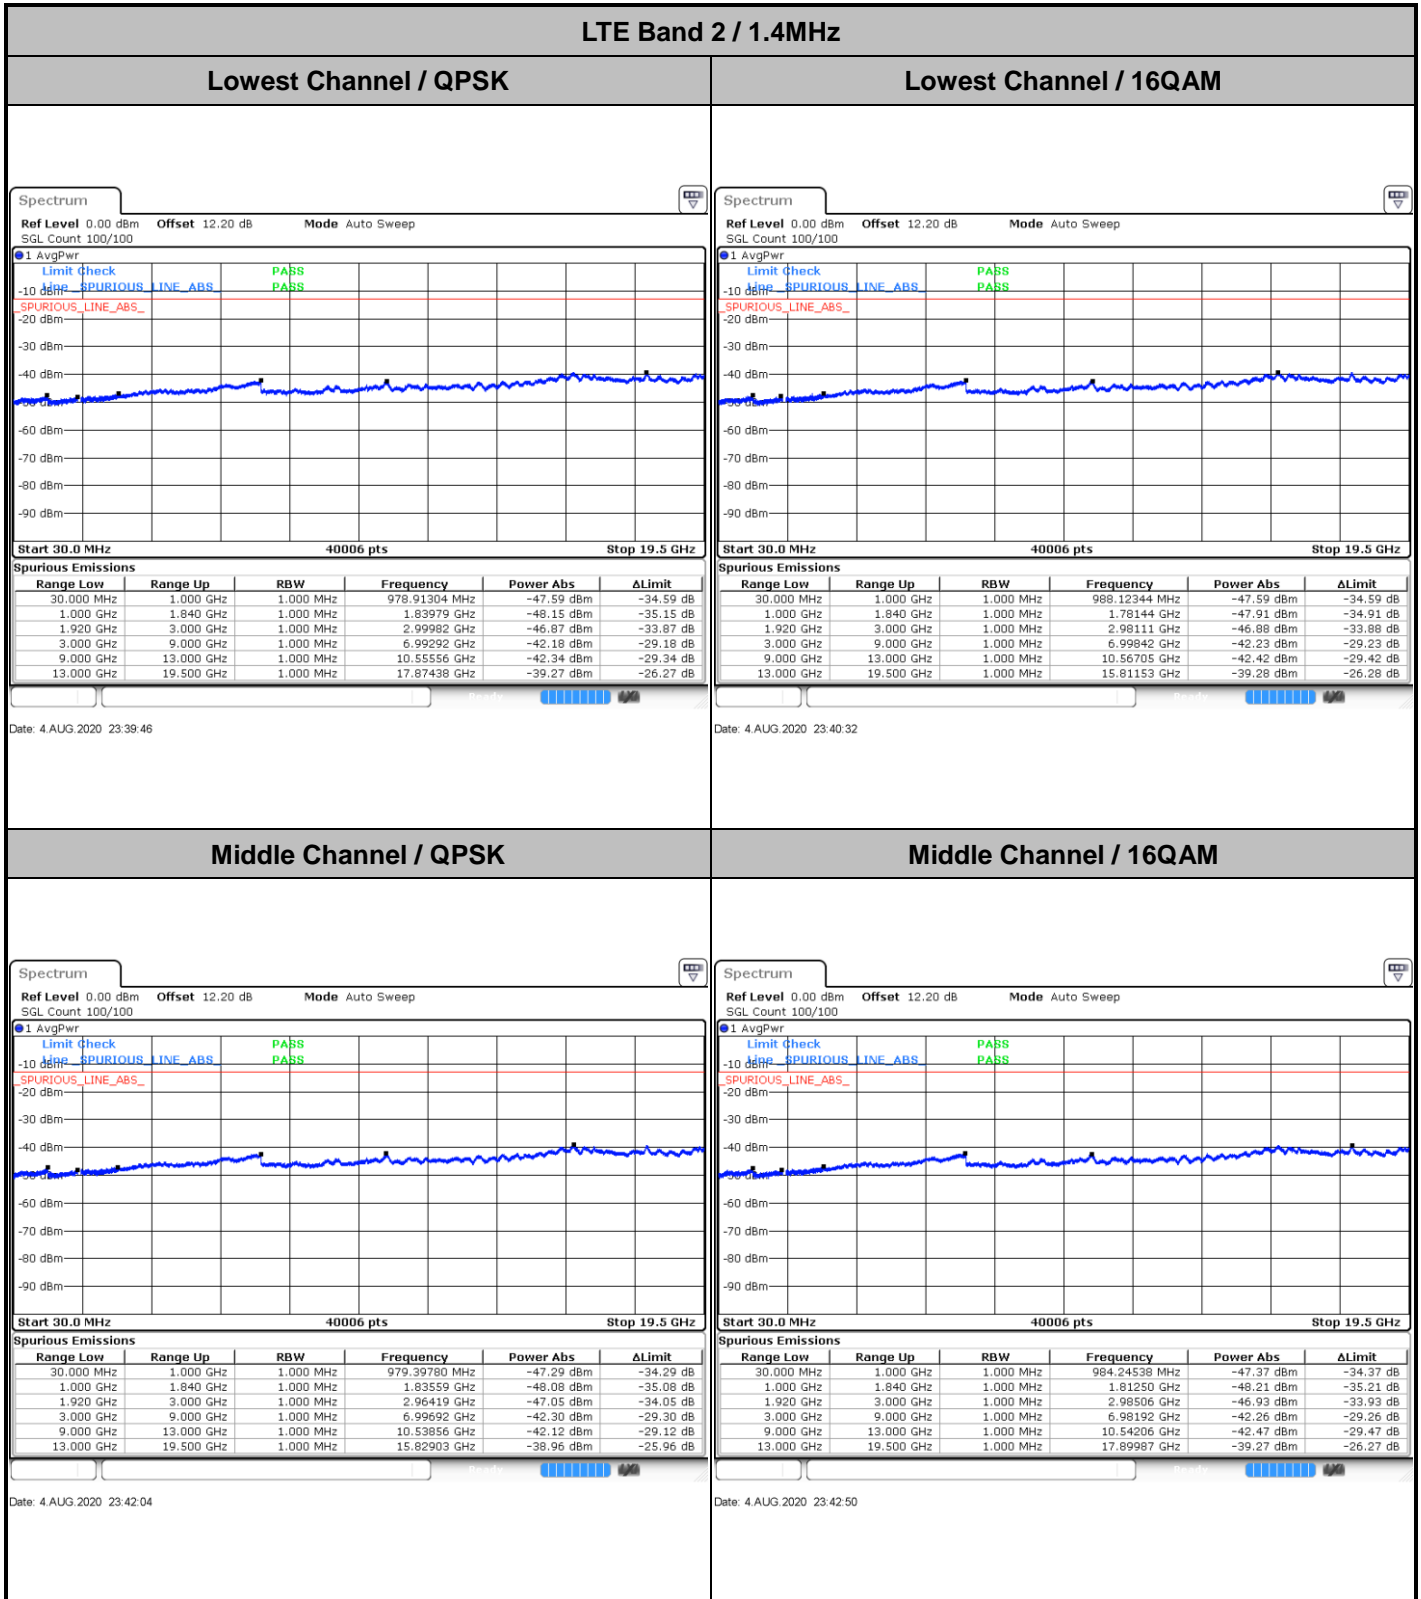 LTE Band 2 / 1.4MHz
Lowest Channel / QPSK
Lowest Channel / 16QAM
Spectrum
Ref Level 0.00 dBm Offset 12.20 dB Mode Auto Sweep
SGL Count 100/100
1 AvgPwr
Limit Check PASS
Line _SPURIOUS_LINE_ABS_ PASS
-10 dBm
_SPURIOUS_LINE_ABS_
-20 dBm
-30 dBm
-40 dBm
-50 dBm
-60 dBm
-70 dBm
-80 dBm
-90 dBm
Start 30.0 MHz 40006 pts Stop 19.5 GHz
Spurious Emissions
Range Low Range Up RBW Frequency Power Abs ΔLimit
30.000 MHz 1.000 GHz 1.000 MHz 978.91304 MHz -47.59 dBm -34.59 dB
1.000 GHz 1.840 GHz 1.000 MHz 1.83979 GHz -48.15 dBm -35.15 dB
1.920 GHz 3.000 GHz 1.000 MHz 2.99982 GHz -46.87 dBm -33.87 dB
3.000 GHz 9.000 GHz 1.000 MHz 6.99292 GHz -42.18 dBm -29.18 dB
9.000 GHz 13.000 GHz 1.000 MHz 10.55556 GHz -42.34 dBm -29.34 dB
13.000 GHz 19.500 GHz 1.000 MHz 17.87438 GHz -39.27 dBm -26.27 dB
Ready
Date: 4.AUG.2020 23:39:46
Spectrum
Ref Level 0.00 dBm Offset 12.20 dB Mode Auto Sweep
SGL Count 100/100
1 AvgPwr
Limit Check PASS
Line _SPURIOUS_LINE_ABS_ PASS
-10 dBm
_SPURIOUS_LINE_ABS_
-20 dBm
-30 dBm
-40 dBm
-50 dBm
-60 dBm
-70 dBm
-80 dBm
-90 dBm
Start 30.0 MHz 40006 pts Stop 19.5 GHz
Spurious Emissions
Range Low Range Up RBW Frequency Power Abs ΔLimit
30.000 MHz 1.000 GHz 1.000 MHz 988.12344 MHz -47.59 dBm -34.59 dB
1.000 GHz 1.840 GHz 1.000 MHz 1.78144 GHz -47.91 dBm -34.91 dB
1.920 GHz 3.000 GHz 1.000 MHz 2.98111 GHz -46.88 dBm -33.88 dB
3.000 GHz 9.000 GHz 1.000 MHz 6.99842 GHz -42.23 dBm -29.23 dB
9.000 GHz 13.000 GHz 1.000 MHz 10.56705 GHz -42.42 dBm -29.42 dB
13.000 GHz 19.500 GHz 1.000 MHz 15.81153 GHz -39.28 dBm -26.28 dB
Ready
Date: 4.AUG.2020 23:40:32
Middle Channel / QPSK
Middle Channel / 16QAM
Spectrum
Ref Level 0.00 dBm Offset 12.20 dB Mode Auto Sweep
SGL Count 100/100
1 AvgPwr
Limit Check PASS
Line _SPURIOUS_LINE_ABS_ PASS
-10 dBm
_SPURIOUS_LINE_ABS_
-20 dBm
-30 dBm
-40 dBm
-50 dBm
-60 dBm
-70 dBm
-80 dBm
-90 dBm
Start 30.0 MHz 40006 pts Stop 19.5 GHz
Spurious Emissions
Range Low Range Up RBW Frequency Power Abs ΔLimit
30.000 MHz 1.000 GHz 1.000 MHz 979.39780 MHz -47.29 dBm -34.29 dB
1.000 GHz 1.840 GHz 1.000 MHz 1.83559 GHz -48.08 dBm -35.08 dB
1.920 GHz 3.000 GHz 1.000 MHz 2.96419 GHz -47.05 dBm -34.05 dB
3.000 GHz 9.000 GHz 1.000 MHz 6.99692 GHz -42.30 dBm -29.30 dB
9.000 GHz 13.000 GHz 1.000 MHz 10.53856 GHz -42.12 dBm -29.12 dB
13.000 GHz 19.500 GHz 1.000 MHz 15.82903 GHz -38.96 dBm -25.96 dB
Ready
Date: 4.AUG.2020 23:42:04
Spectrum
Ref Level 0.00 dBm Offset 12.20 dB Mode Auto Sweep
SGL Count 100/100
1 AvgPwr
Limit Check PASS
Line _SPURIOUS_LINE_ABS_ PASS
-10 dBm
_SPURIOUS_LINE_ABS_
-20 dBm
-30 dBm
-40 dBm
-50 dBm
-60 dBm
-70 dBm
-80 dBm
-90 dBm
Start 30.0 MHz 40006 pts Stop 19.5 GHz
Spurious Emissions
Range Low Range Up RBW Frequency Power Abs ΔLimit
30.000 MHz 1.000 GHz 1.000 MHz 984.24538 MHz -47.37 dBm -34.37 dB
1.000 GHz 1.840 GHz 1.000 MHz 1.81250 GHz -48.21 dBm -35.21 dB
1.920 GHz 3.000 GHz 1.000 MHz 2.98506 GHz -46.93 dBm -33.93 dB
3.000 GHz 9.000 GHz 1.000 MHz 6.98192 GHz -42.26 dBm -29.26 dB
9.000 GHz 13.000 GHz 1.000 MHz 10.54206 GHz -42.47 dBm -29.47 dB
13.000 GHz 19.500 GHz 1.000 MHz 17.89987 GHz -39.27 dBm -26.27 dB
Ready
Date: 4.AUG.2020 23:42:50